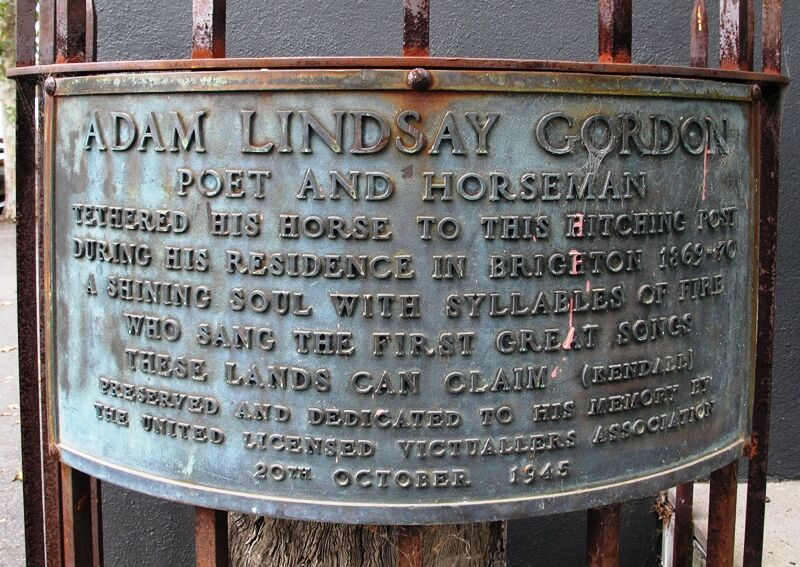 ADAM LINDSAY GORDON
POET AND HORSEMAN
TETHERED HIS HORSE TO THIS HITCHING POST
DURING HIS RESIDENCE IN BRIGHTON 1869-70
A SHINING SOUL WITH SYLLABLES OF FIRE
WHO SANG THE FIRST GREAT SONGS
THESE LANDS CAN CLAIM (KENDALL)
PRESERVED AND DEDICATED TO HIS MEMORY BY
THE UNITED LICENSED VICTUALLERS ASSOCIATION
20TH OCTOBER 1945